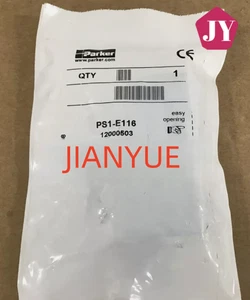 JY
Parker
www.parker.com
CE
QTY 1
PS1-E116
12000503
easy
opening
JIANYUE